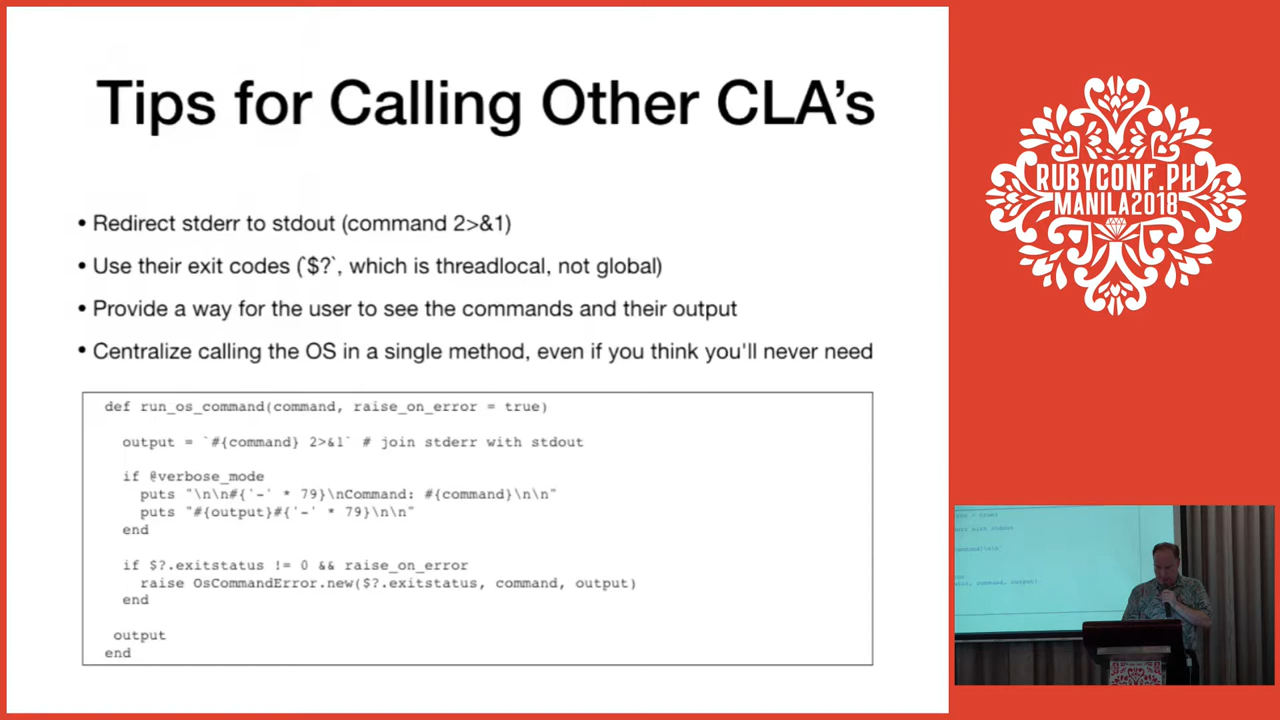 Tips for Calling Other CLA's
• Redirect stderr to stdout (command 2>&1)
• Use their exit codes (`$?`, which is threadlocal, not global)
• Provide a way for the user to see the commands and their output
• Centralize calling the OS in a single method, even if you think you'll never need
def run_os_command(command, raise_on_error = true)
output = `#{command} 2>&1` # join stderr with stdout
if @verbose_mode
puts "\n\n#{'-' * 79}\nCommand: #{command}\n\n"
puts "#{output}#{'-' * 79}\n\n"
end
if $?.exitstatus != 0 && raise_on_error
raise OsCommandError.new($?.exitstatus, command, output)
end
output
end
RUBYCONF.PH
MANILA2018